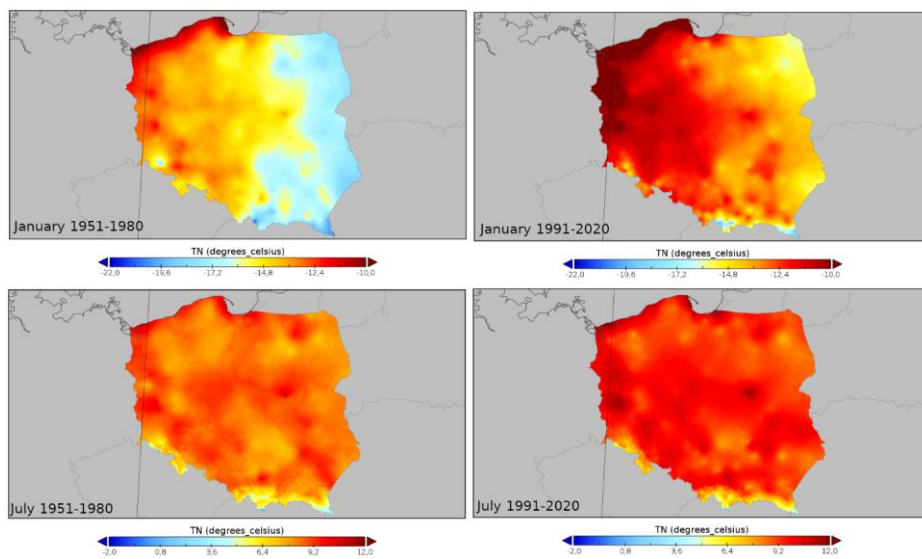 January 1951-1980
TN (degrees_celsius)
-22,0 -19,6 -17,2 -14,8 -12,4 -10,0
January 1991-2020
TN (degrees_celsius)
-22,0 -19,6 -17,2 -14,8 -12,4 -10,0
July 1951-1980
TN (degrees_celsius)
-2,0 0,8 3,6 6,4 9,2 12,0
July 1991-2020
TN (degrees_celsius)
-2,0 0,8 3,6 6,4 9,2 12,0